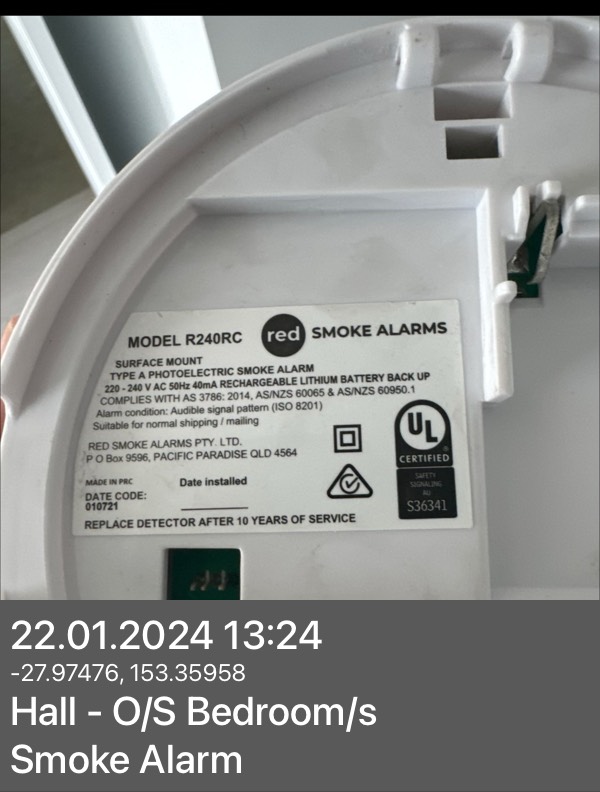 MODEL R240RC
red SMOKE ALARMS
SURFACE MOUNT
TYPE A PHOTOELECTRIC SMOKE ALARM
220 - 240 V AC 50Hz 40mA RECHARGEABLE LITHIUM BATTERY BACK UP
COMPLIES WITH AS 3786: 2014, AS/NZS 60065 & AS/NZS 60950.1
Alarm condition: Audible signal pattern (ISO 8201)
Suitable for normal shipping / mailing
RED SMOKE ALARMS PTY. LTD.
P O Box 9596, PACIFIC PARADISE QLD 4564
UL
®
CERTIFIED
SAFETY
SIGNALING
AU
S36341
MADE IN PRC
Date installed
DATE CODE:
010721
REPLACE DETECTOR AFTER 10 YEARS OF SERVICE
22.01.2024 13:24
-27.97476, 153.35958
Hall - O/S Bedroom/s
Smoke Alarm